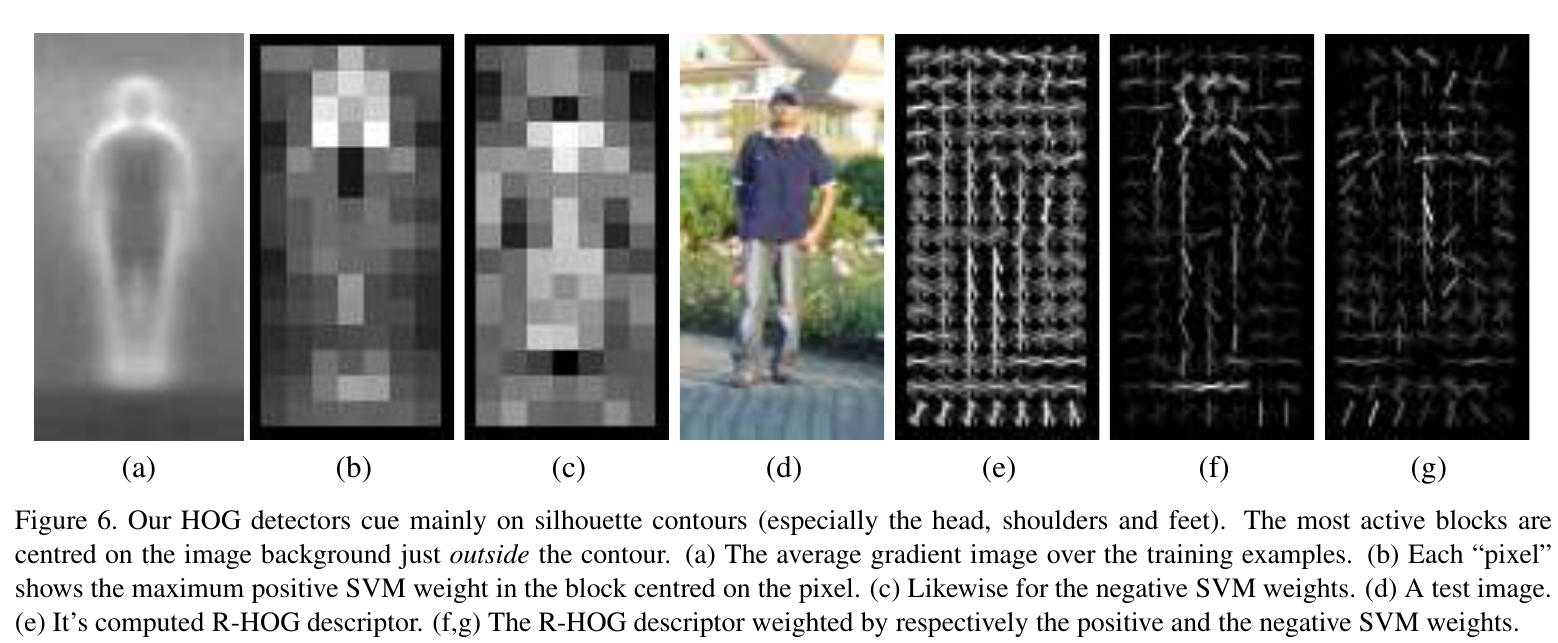 (a) (b) (c) (d) (e) (f) (g)
Figure 6. Our HOG detectors cue mainly on silhouette contours (especially the head, shoulders and feet). The most active blocks are
centred on the image background just outside the contour. (a) The average gradient image over the training examples. (b) Each “pixel”
shows the maximum positive SVM weight in the block centred on the pixel. (c) Likewise for the negative SVM weights. (d) A test image.
(e) It’s computed R-HOG descriptor. (f,g) The R-HOG descriptor weighted by respectively the positive and the negative SVM weights.